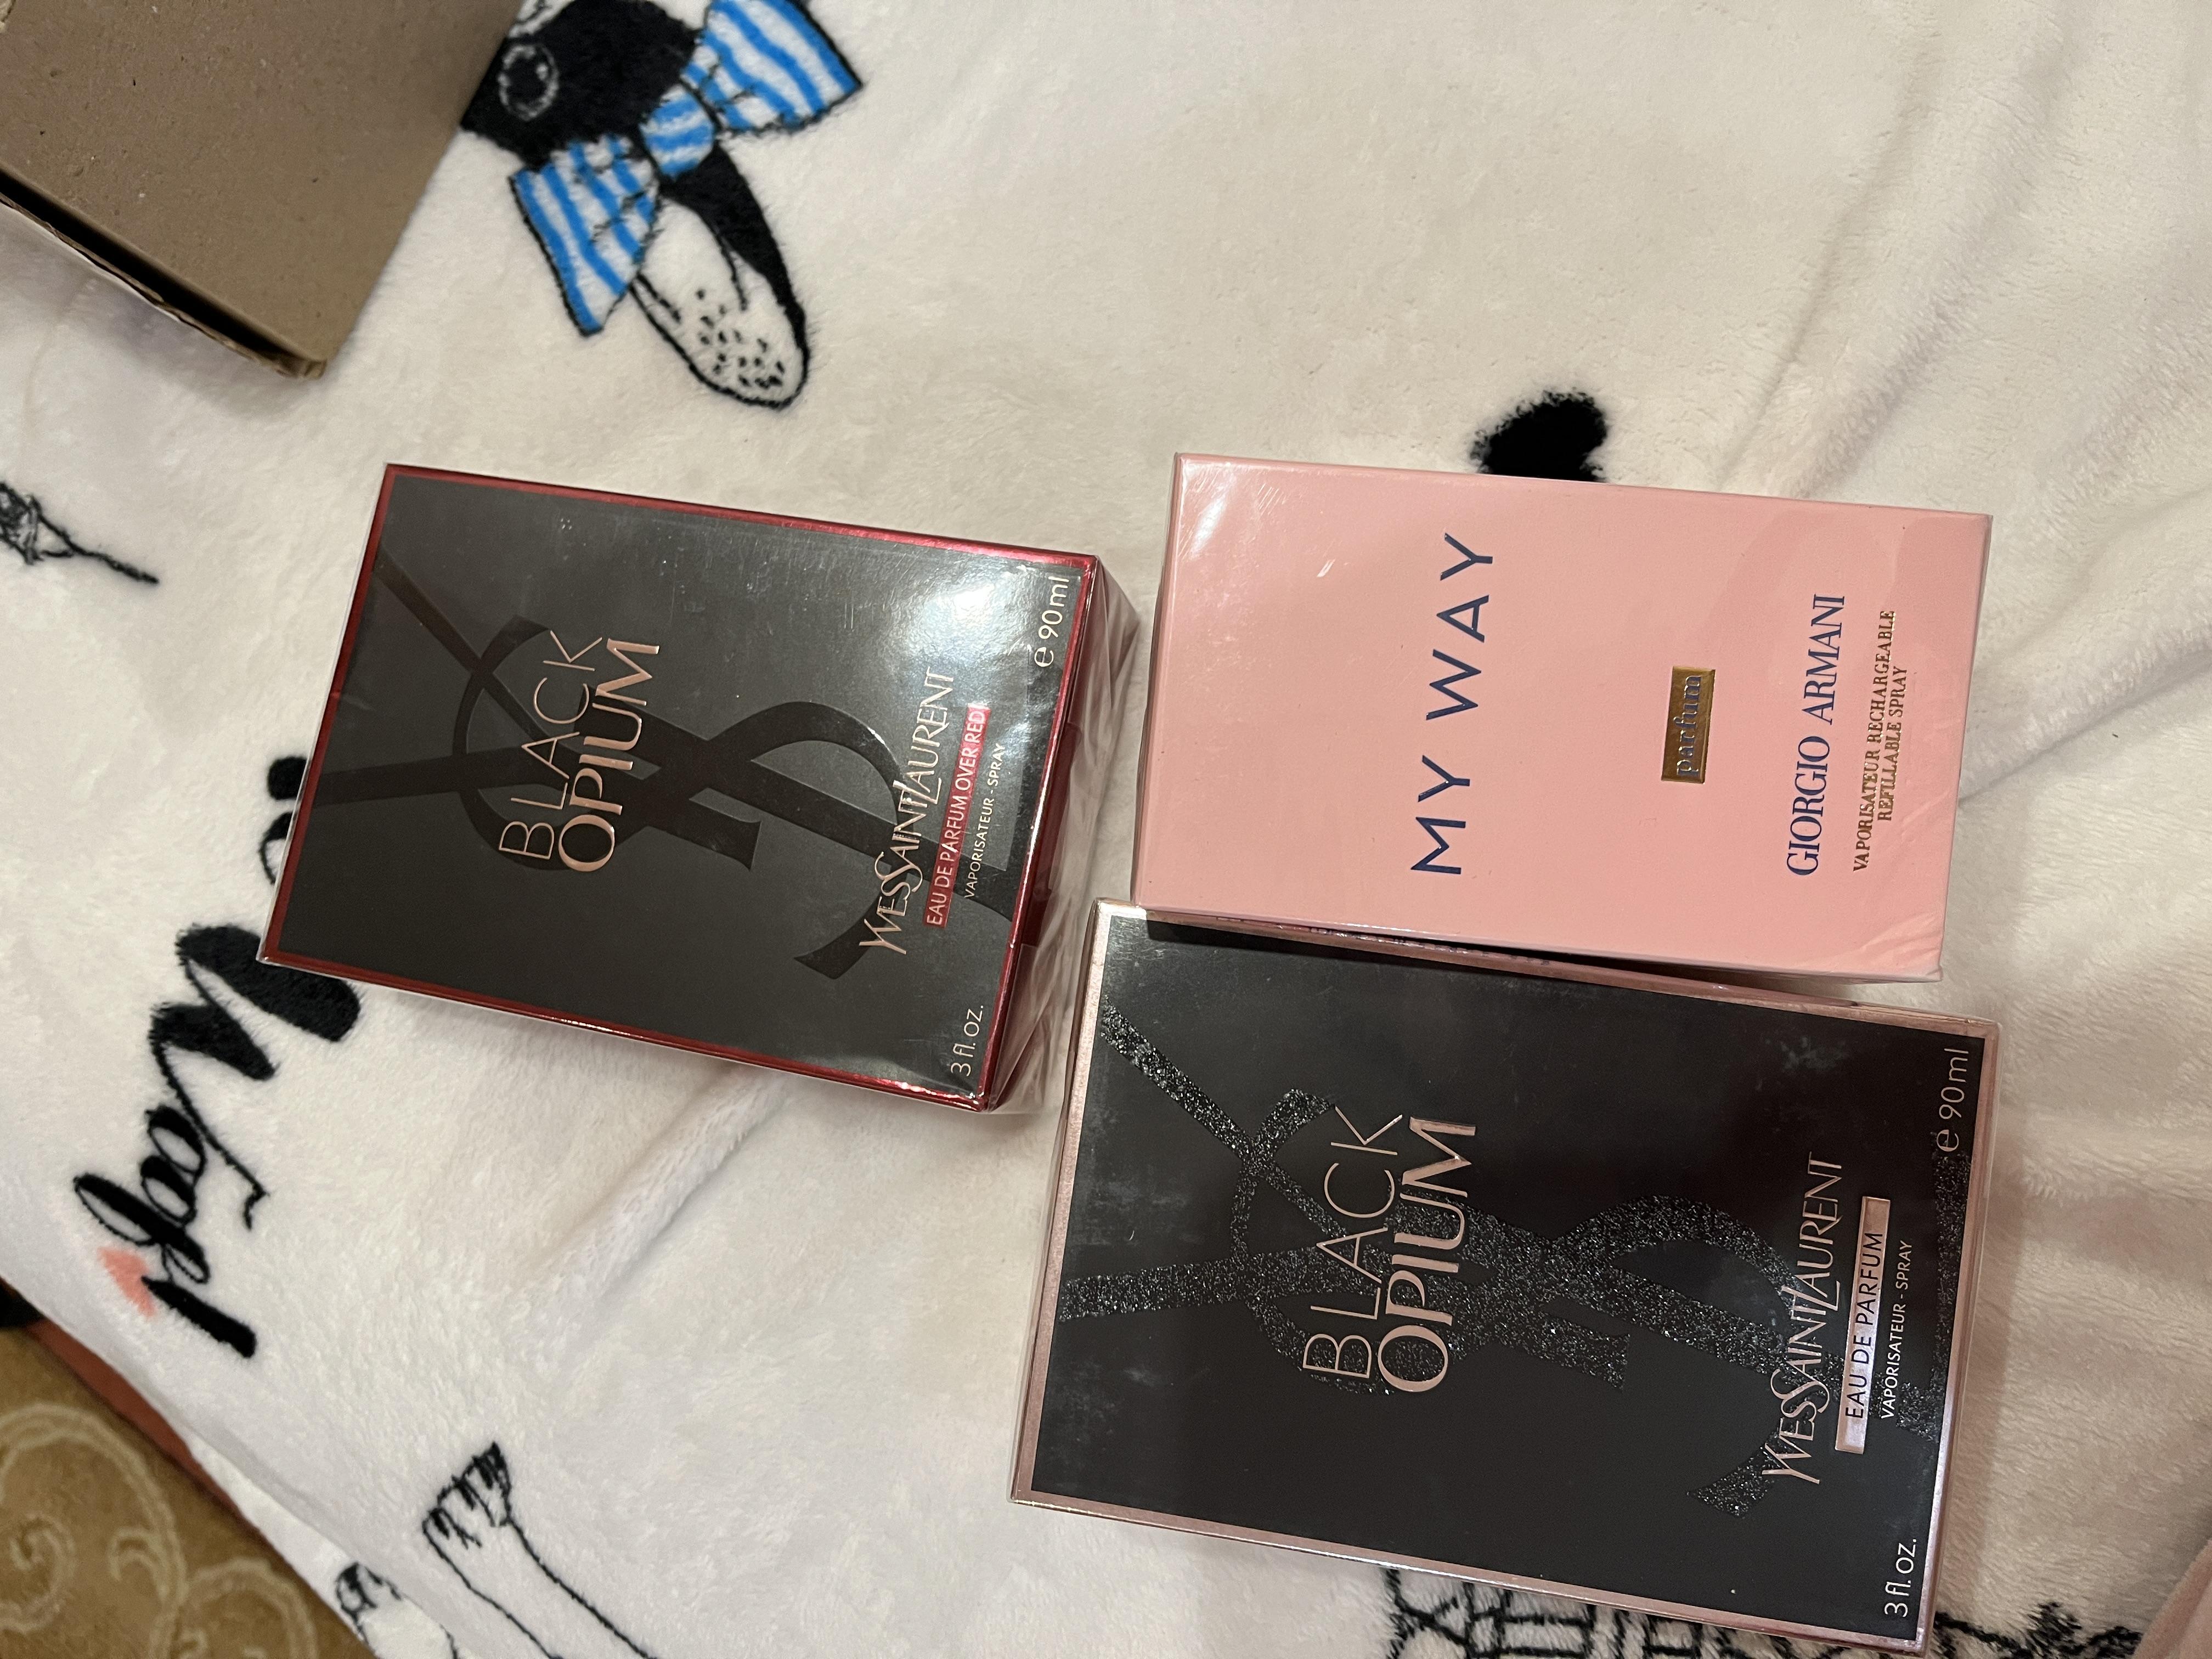 BLACK
OPIUM
YVESSAINTLAURENT
EAU DE PARFUM OVER RED
VAPORISATEUR - SPRAY
3 fl. OZ. e 90ml
MY WAY
parfum
GIORGIO ARMANI
VAPORISATEUR RECHARGEABLE
REFILLABLE SPRAY
BLACK
OPIUM
YVESSAINTLAURENT
EAU DE PARFUM
VAPORISATEUR - SPRAY
3 fl. OZ. e 90ml
Woof